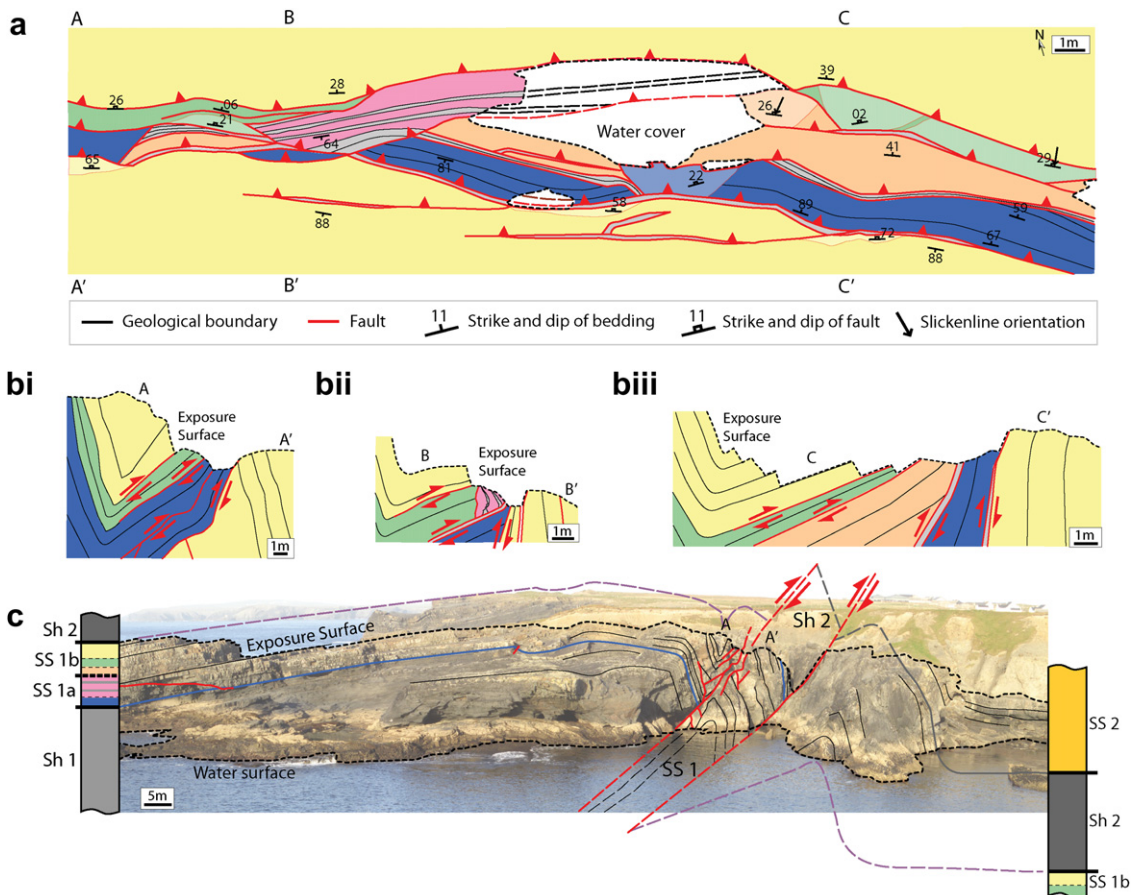 A B C
a
N
1m
39
28
26
06
21
26
02
64
Water cover
41
29
65
81
22
58
89
59
88
72
67
88
A' B' C'
11 11
Geological boundary Fault Strike and dip of bedding Strike and dip of fault Slickenline orientation
bi bii biii
A
Exposure
Surface
A'
1m
B
Exposure
Surface
B'
1m
Exposure
Surface
C
C'
1m
c
Sh 2
SS 1b
SS 1a
Sh 1
Exposure Surface
A A' Sh 2
SS 1
Water surface
5m
SS 2
Sh 2
SS 1b